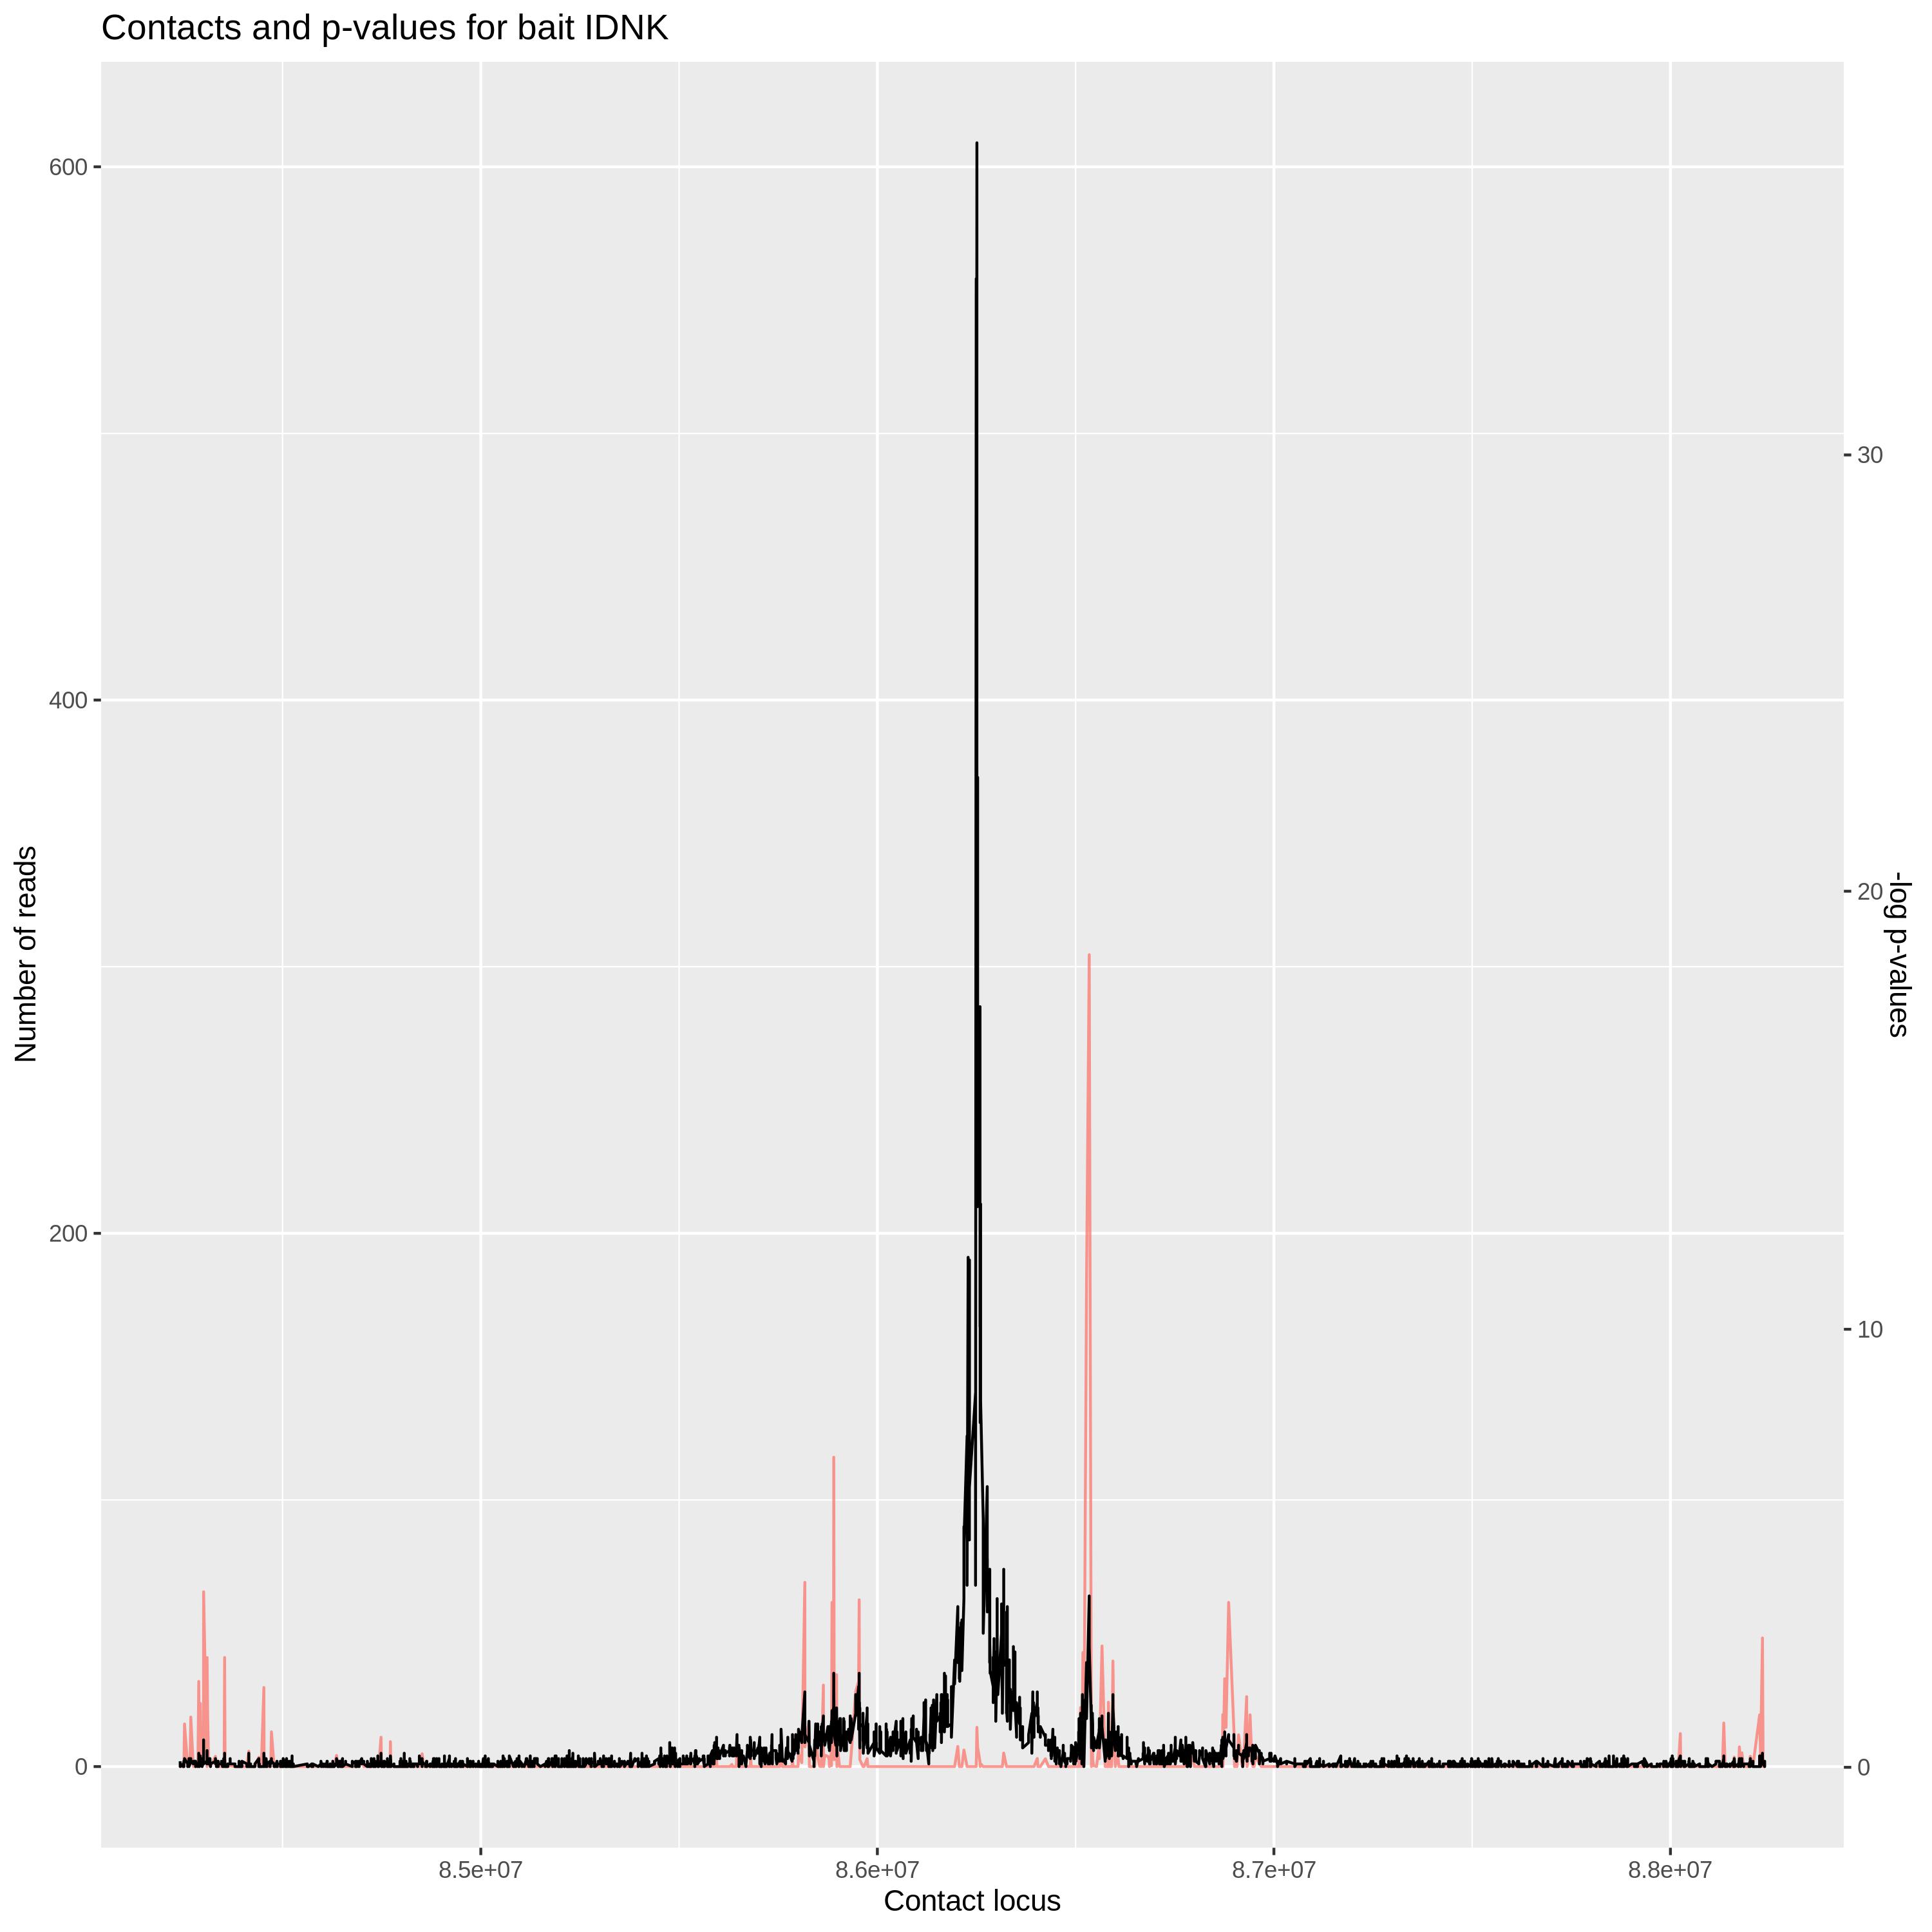 Contacts and p-values for bait IDNK
600
400
200
0
Number of reads
30
20
10
0
-log p-values
8.5e+07
8.6e+07
8.7e+07
8.8e+07
Contact locus